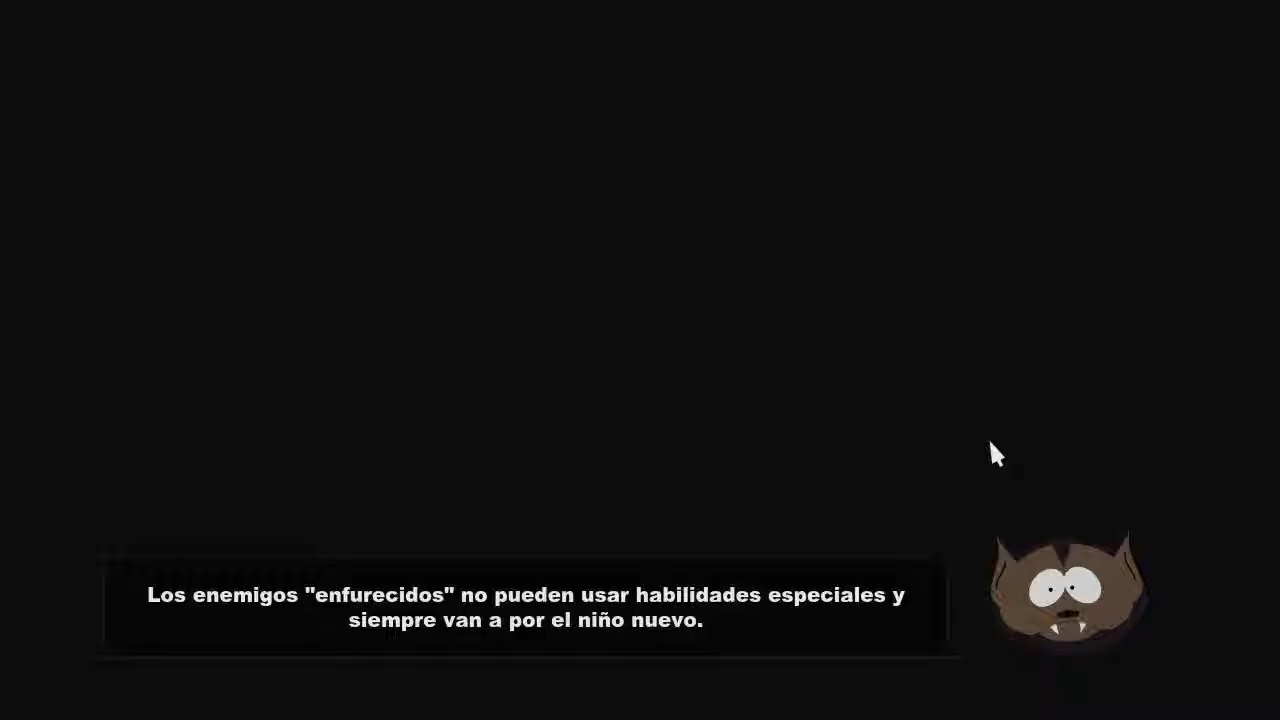 Los enemigos "enfurecidos" no pueden usar habilidades especiales y
siempre van a por el niño nuevo.